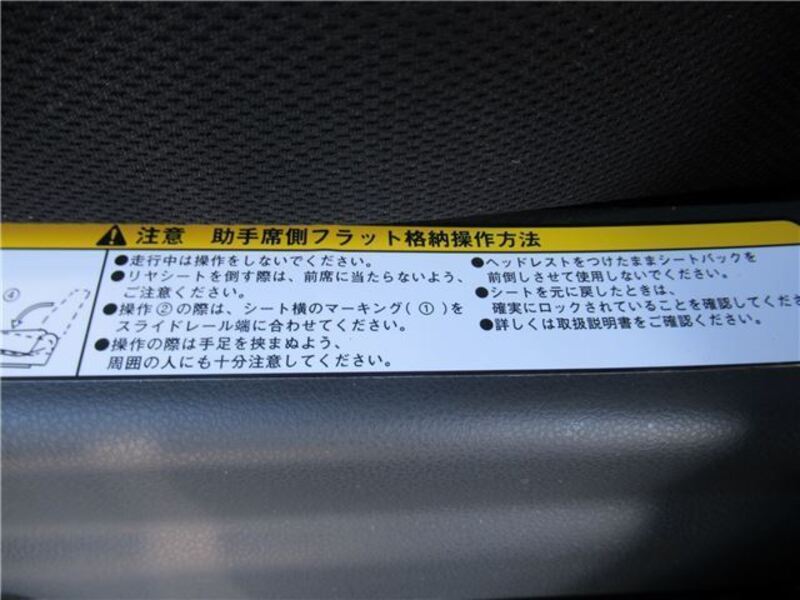 注意 助手席側フラット格納操作方法
●走行中は操作をしないでください。
●リヤシートを倒す際は、前席に当たらないよう、
ご注意ください。
●操作②の際は、シート横のマーキング(①)を
スライドレール端に合わせてください。
●操作の際は手足を挟まぬよう、
周囲の人にも十分注意してください。
●ヘッドレストをつけたままシートバックを
前倒しさせて使用しないでください。
●シートを元に戻したときは、
確実にロックされていることを確認してくださ
●詳しくは取扱説明書をご確認ください。
④